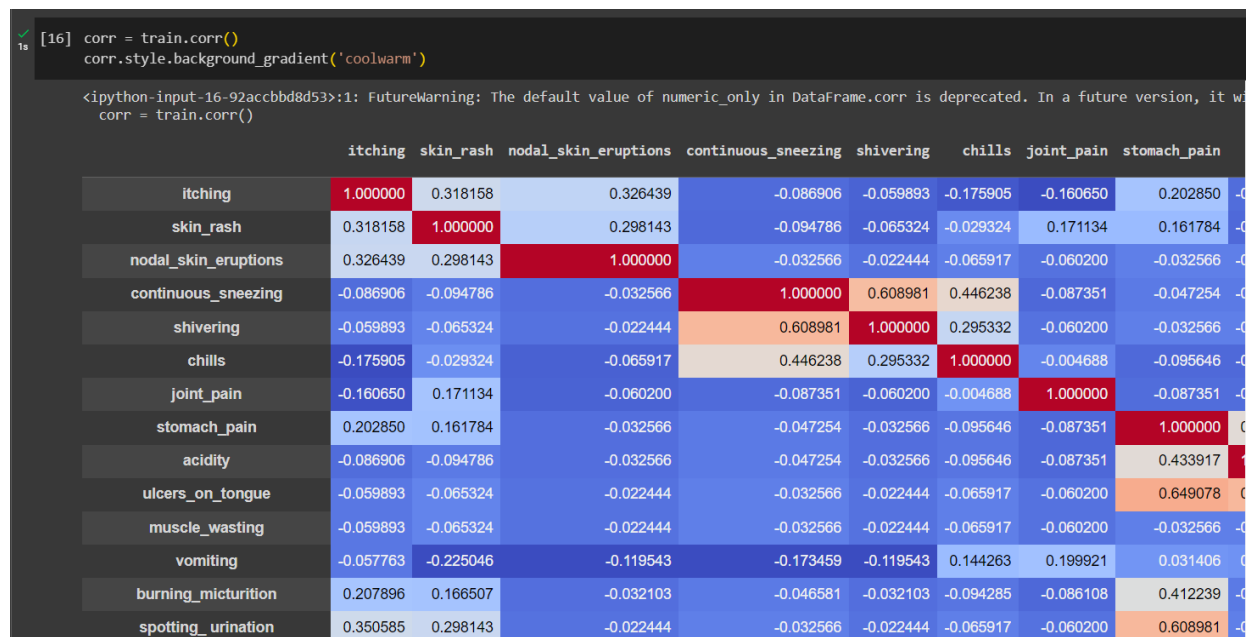 [16] corr = train.corr()
corr.style.background_gradient('coolwarm')
1s
<ipython-input-16-92accbbd8d53>:1: FutureWarning: The default value of numeric_only in DataFrame.corr is deprecated. In a future version, it
corr = train.corr()
itching skin_rash nodal_skin_eruptions continuous_sneezing shivering chills joint_pain stomach_pain
itching 1.000000 0.318158 0.326439 -0.086906 -0.059893 -0.175905 -0.160650 0.202850
skin_rash 0.318158 1.000000 0.298143 -0.094786 -0.065324 -0.029324 0.171134 0.161784
nodal_skin_eruptions 0.326439 0.298143 1.000000 -0.032566 -0.022444 -0.065917 -0.060200 -0.032566
continuous_sneezing -0.086906 -0.094786 -0.032566 1.000000 0.608981 0.446238 -0.087351 -0.047254
shivering -0.059893 -0.065324 -0.022444 0.608981 1.000000 0.295332 -0.060200 -0.032566
chills -0.175905 -0.029324 -0.065917 0.446238 0.295332 1.000000 -0.004688 -0.095646
joint_pain -0.160650 0.171134 -0.060200 -0.087351 -0.060200 -0.004688 1.000000 -0.087351
stomach_pain 0.202850 0.161784 -0.032566 -0.047254 -0.032566 -0.095646 -0.087351 1.000000
acidity -0.086906 -0.094786 -0.032566 -0.047254 -0.032566 -0.095646 -0.087351 0.433917
ulcers_on_tongue -0.059893 -0.065324 -0.022444 -0.032566 -0.022444 -0.065917 -0.060200 0.649078
muscle_wasting -0.059893 -0.065324 -0.022444 -0.032566 -0.022444 -0.065917 -0.060200 -0.032566
vomiting -0.057763 -0.225046 -0.119543 -0.173459 -0.119543 0.144263 0.199921 0.031406
burning_micturition 0.207896 0.166507 -0.032103 -0.046581 -0.032103 -0.094285 -0.086108 0.412239
spotting_ urination 0.350585 0.298143 -0.022444 -0.032566 -0.022444 -0.065917 -0.060200 0.608981